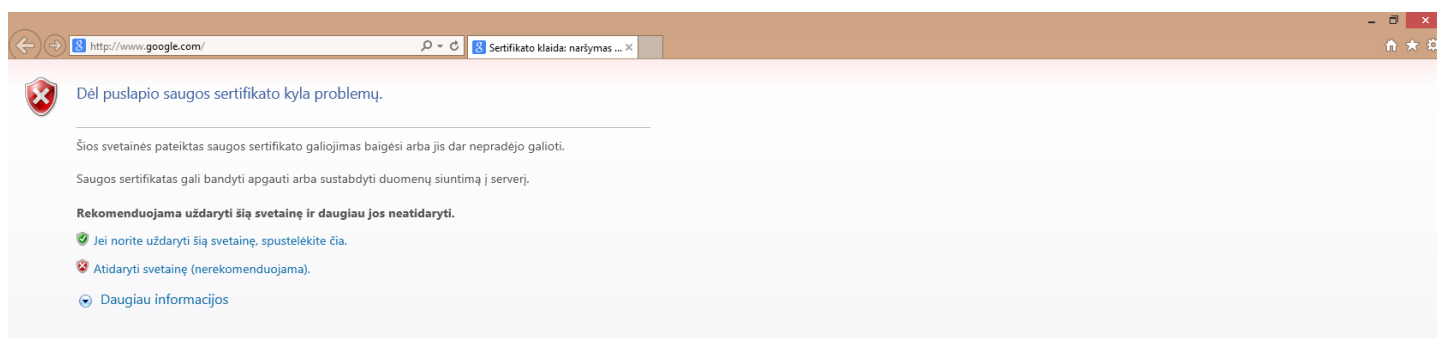 http://www.google.com/
Sertifikato klaida: naršymas ...
Dėl puslapio saugos sertifikato kyla problemų.
Šios svetainės pateiktas saugos sertifikato galiojimas baigėsi arba jis dar nepradėjo galioti.
Saugos sertifikatas gali bandyti apgauti arba sustabdyti duomenų siuntimą į serverį.
Rekomenduojama uždaryti šią svetainę ir daugiau jos neatidaryti.
Jei norite uždaryti šią svetainę, spustelėkite čia.
Atidaryti svetainę (nerekomenduojama).
Daugiau informacijos